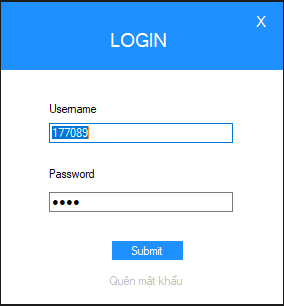 X
LOGIN
Username
177089
Password
••••
Submit
Quên mật khẩu